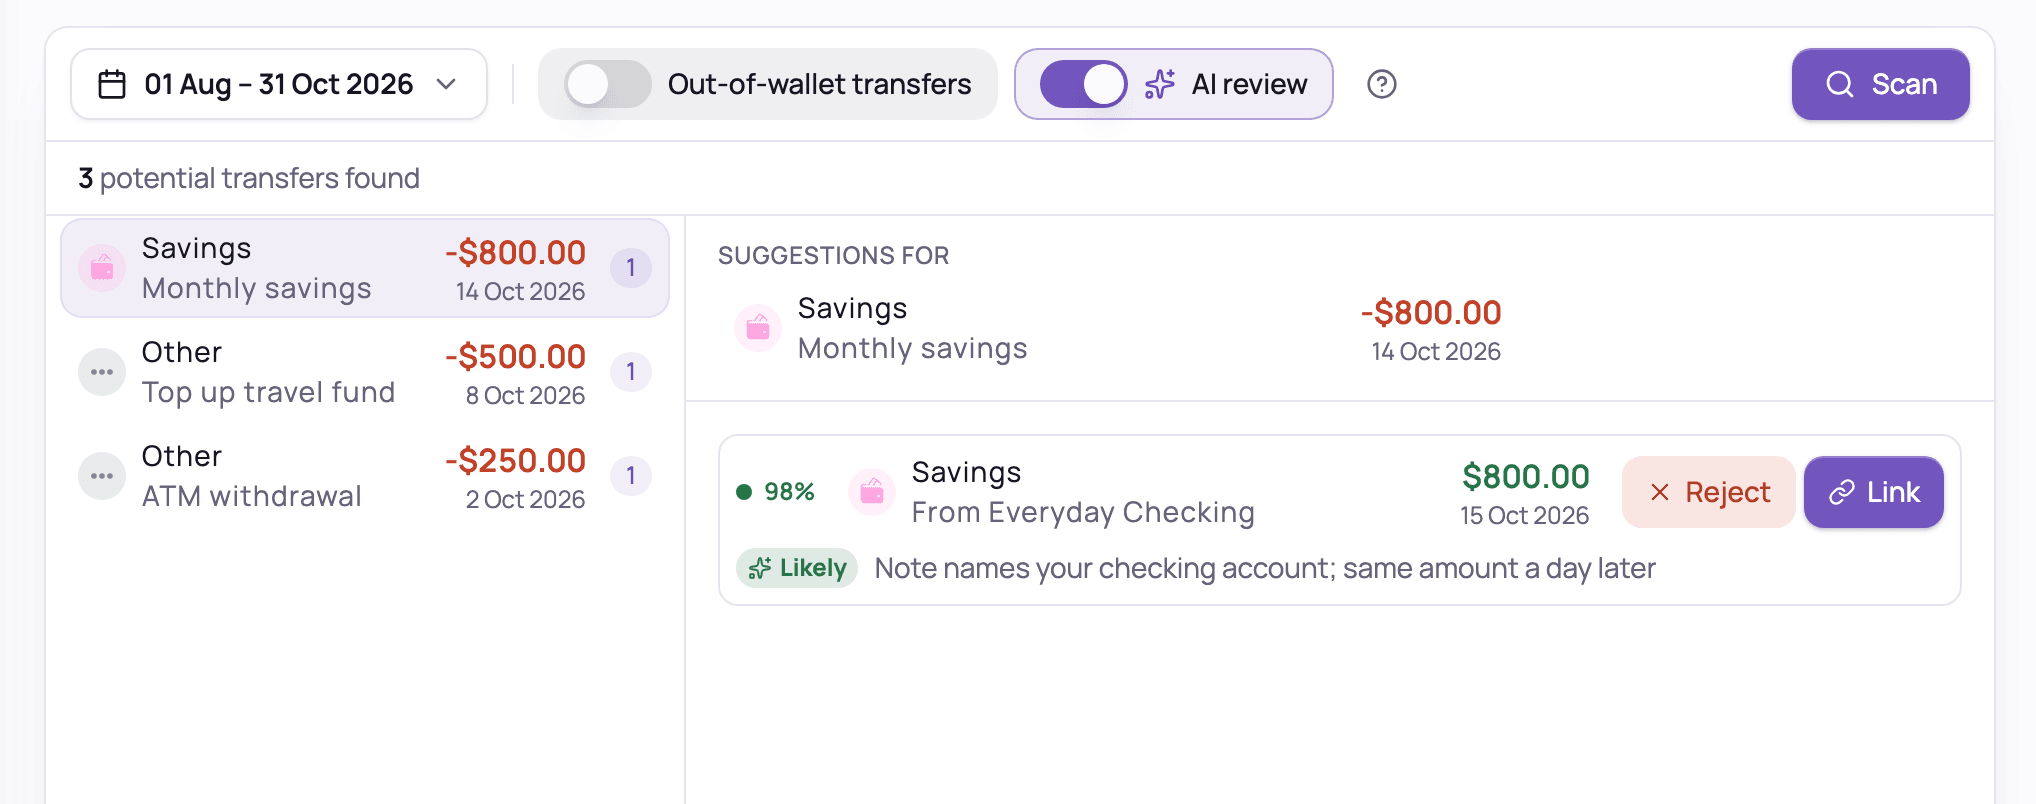 01 Aug – 31 Oct 2026
Out-of-wallet transfers
AI review
Scan
3 potential transfers found
Savings
-$800.00
Monthly savings
14 Oct 2026
1
Other
-$500.00
Top up travel fund
8 Oct 2026
1
Other
-$250.00
ATM withdrawal
2 Oct 2026
1
SUGGESTIONS FOR
Savings
-$800.00
Monthly savings
14 Oct 2026
98%
Savings
$800.00
From Everyday Checking
15 Oct 2026
Reject
Link
Likely
Note names your checking account; same amount a day later